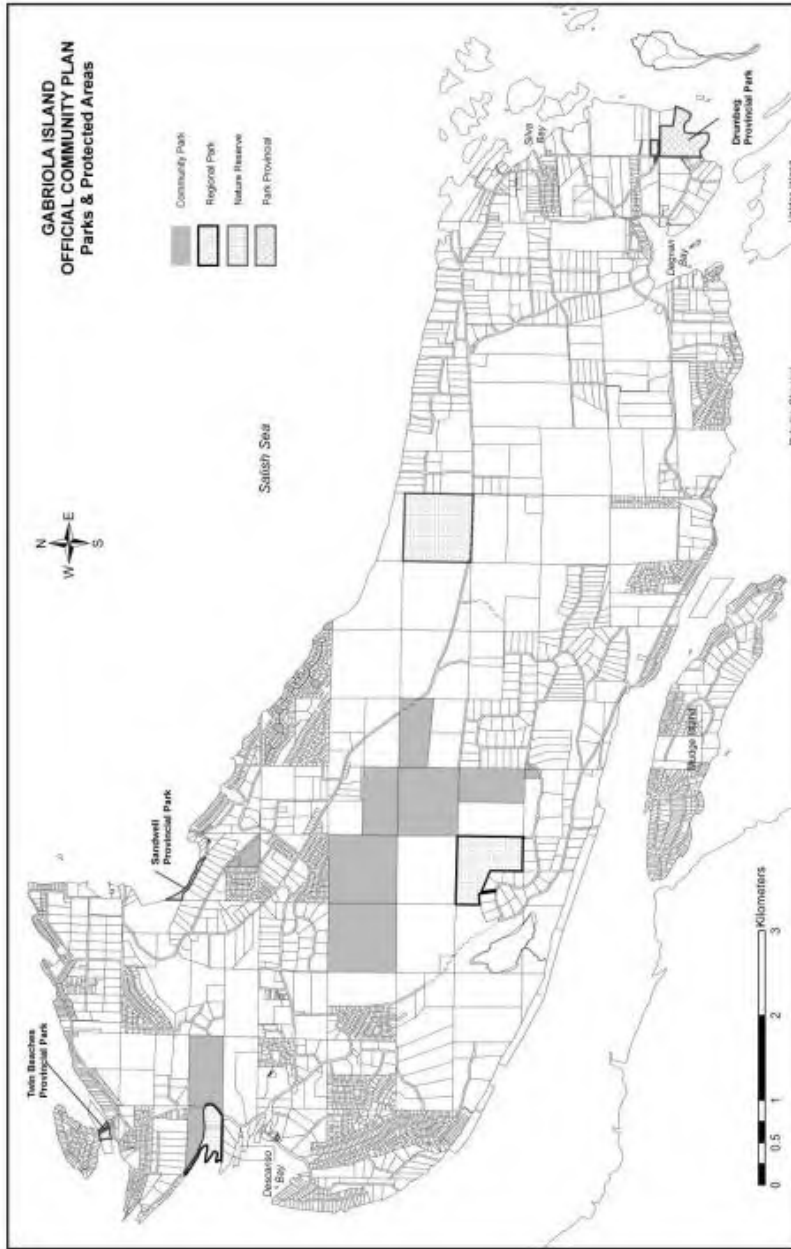 GABRIOLA ISLAND
OFFICIAL COMMUNITY PLAN
Parks & Protected Areas
N
W
E
S
Community Park
Regional Park
Nature Reserve
Park Provincial
Salish Sea
Twin Beaches
Provincial Park
Sandwell
Provincial Park
Descanso
Bay
Silva
Bay
Degnan
Bay
Drumbeg
Provincial Park
Mudge Island
0
0.5
1
2
3
Kilometers